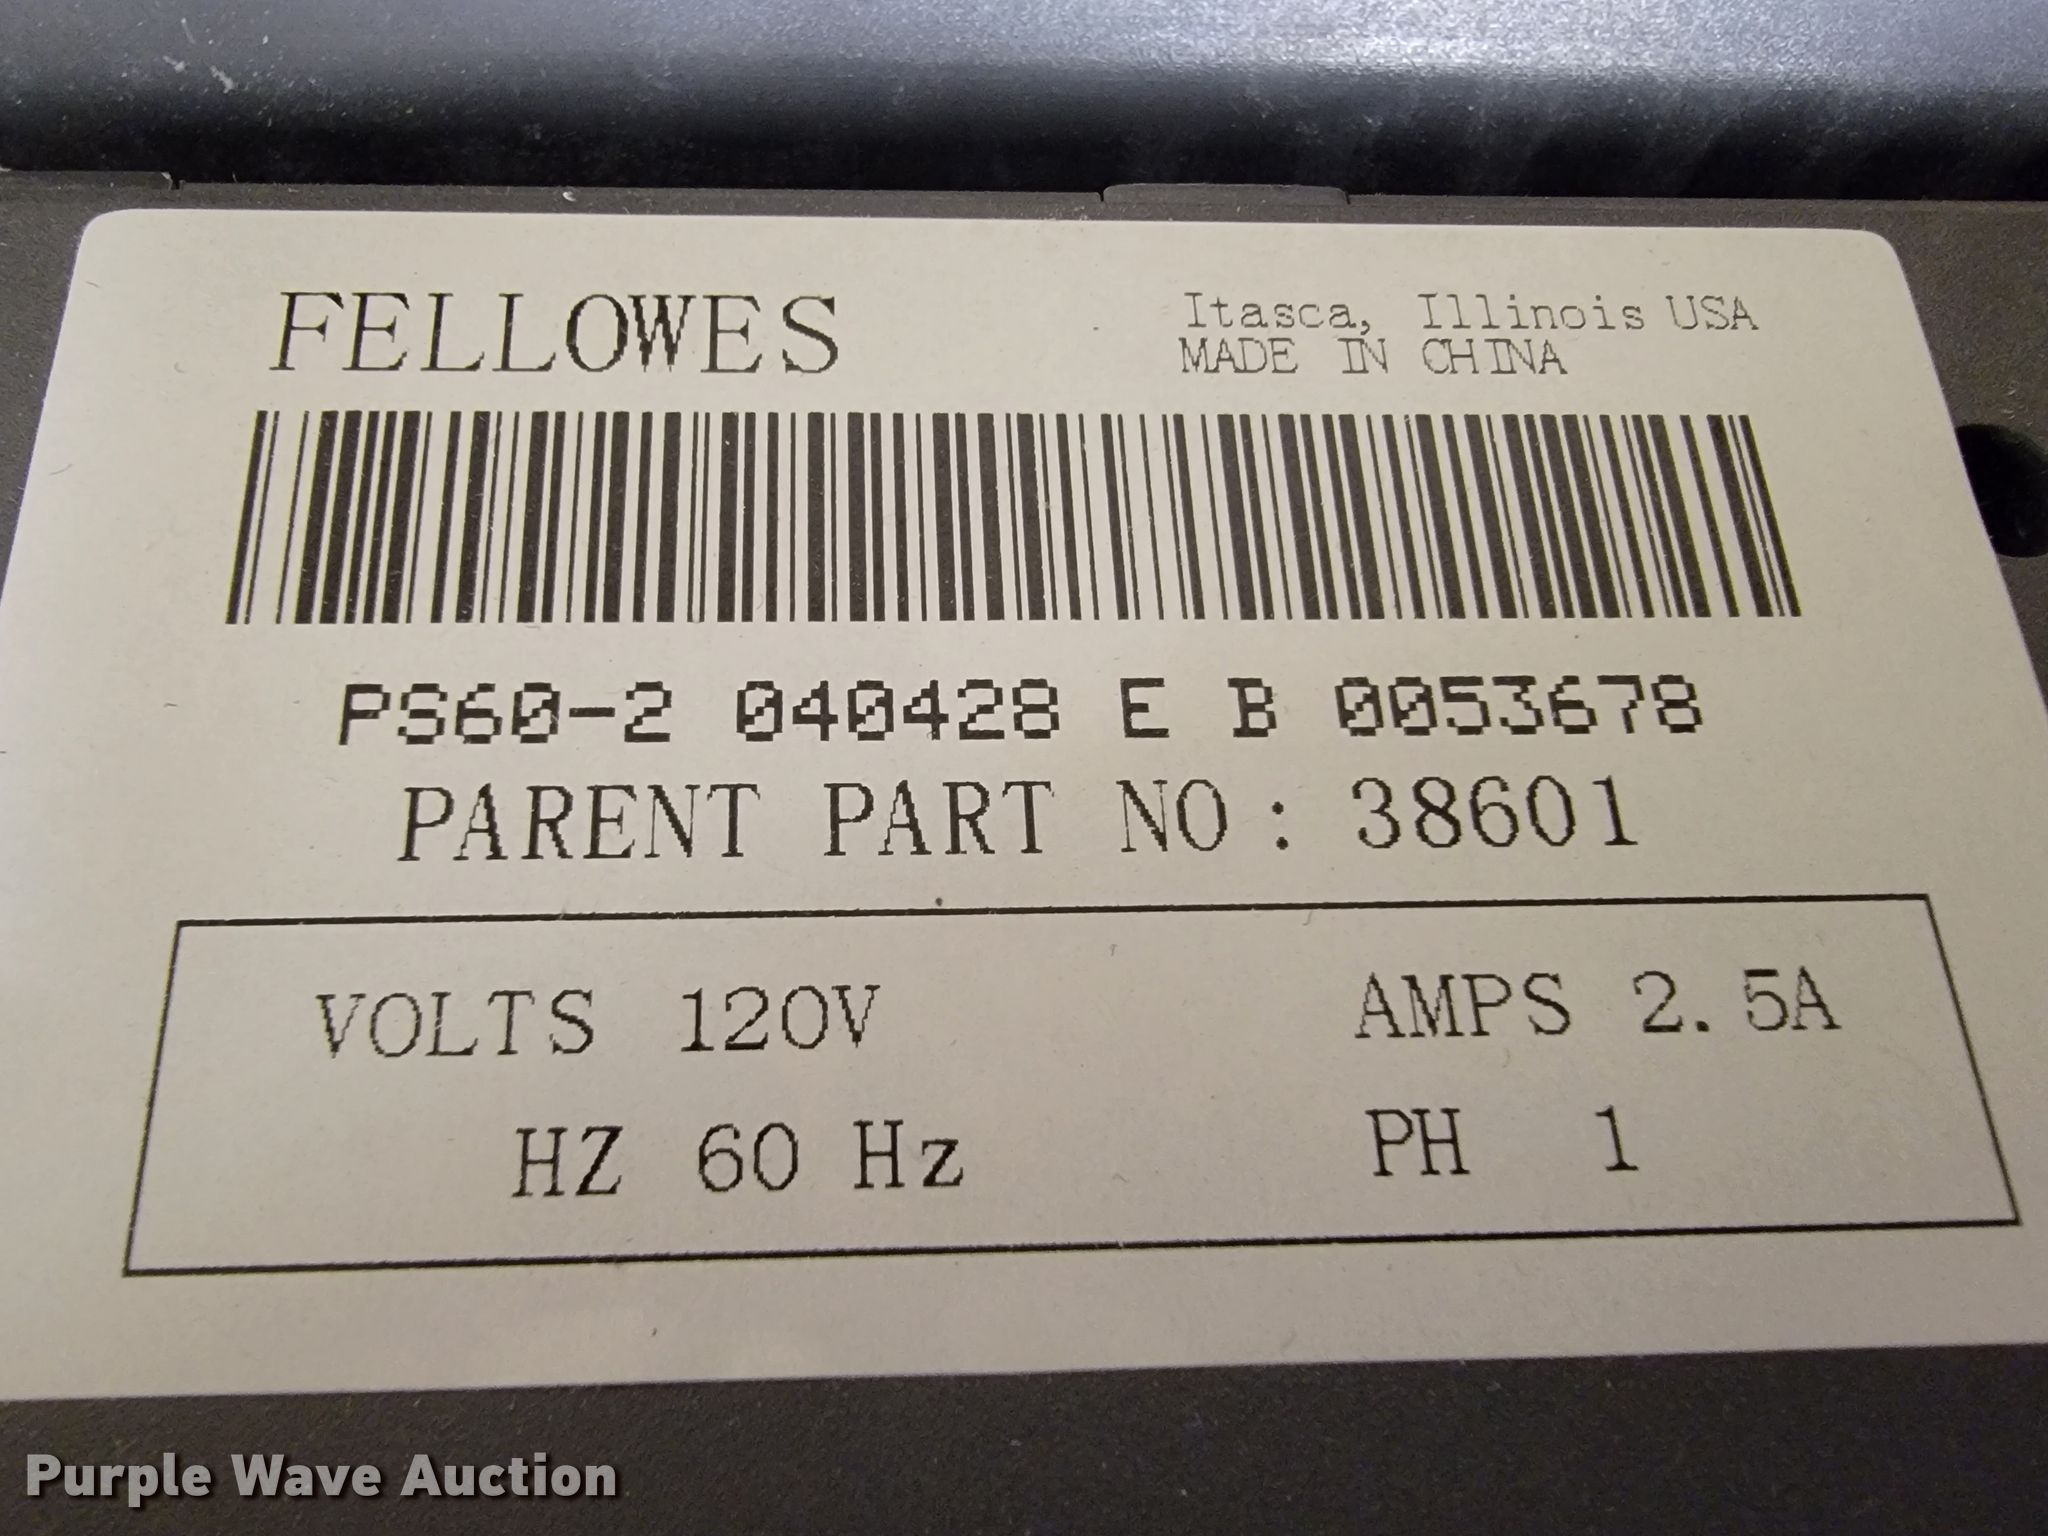 FELLOWES
Itasca, Illinois USA
MADE IN CHINA
PS60-2 040428 E B 0053678
PARENT PART NO: 38601
VOLTS 120V
AMPS 2.5A
HZ 60 Hz
PH 1
Purple Wave Auction